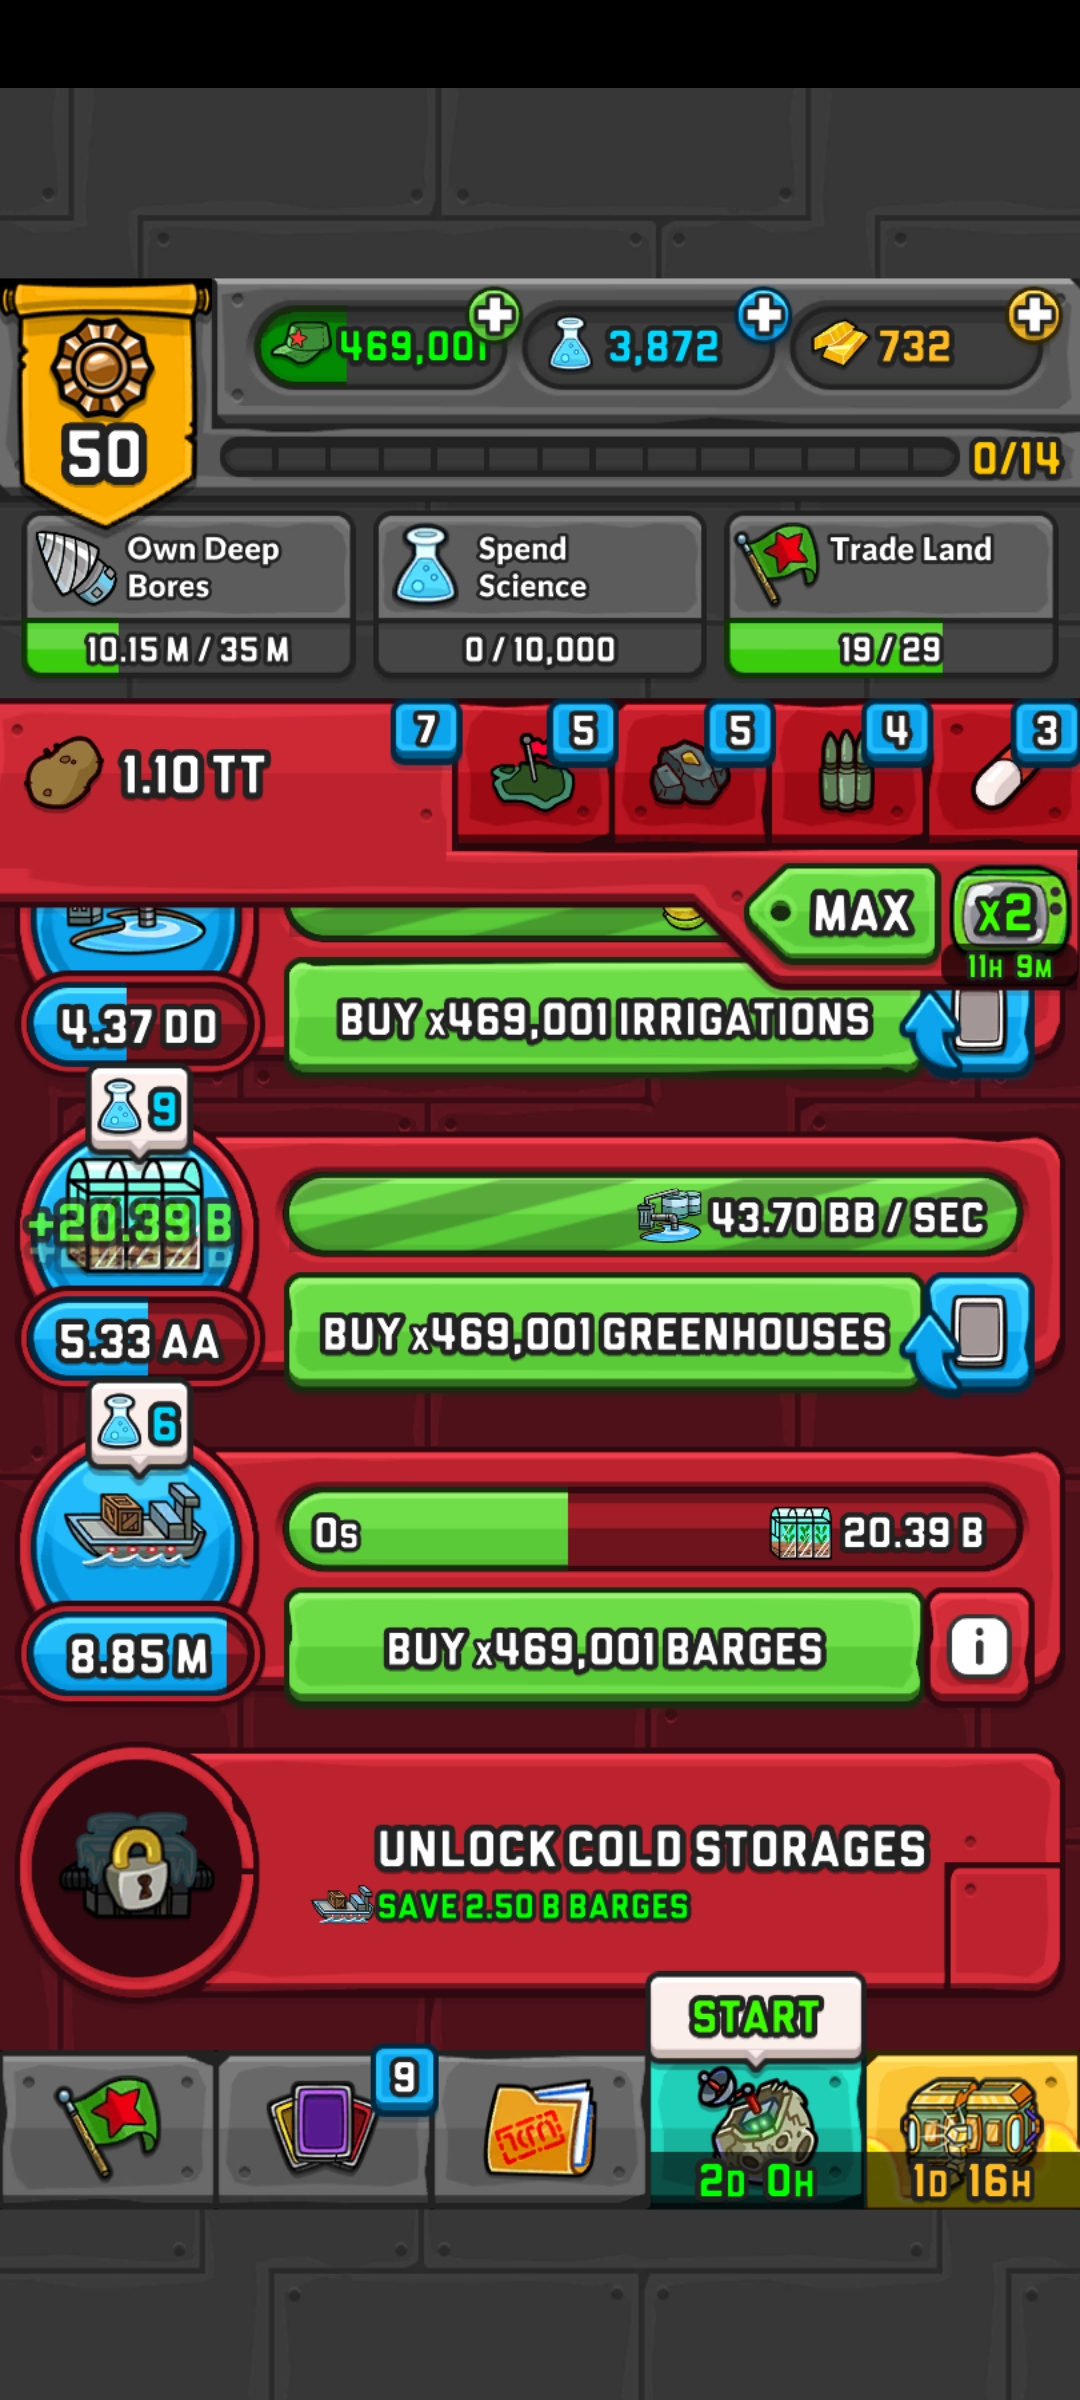 469,001
3,872
732
50
0/14
Own Deep
Bores
10.15 M / 35 M
Spend
Science
0 / 10,000
Trade Land
19 / 29
1.10 TT
7
5
5
4
3
MAX
x2
11H 9M
4.37 DD
BUY x469,001 IRRIGATIONS
9
+20.39 B
43.70 BB / SEC
5.33 AA
BUY x469,001 GREENHOUSES
6
0s
20.39 B
8.85 M
BUY x469,001 BARGES
i
UNLOCK COLD STORAGES
SAVE 2.50 B BARGES
START
9
2D 0H
1D 16H